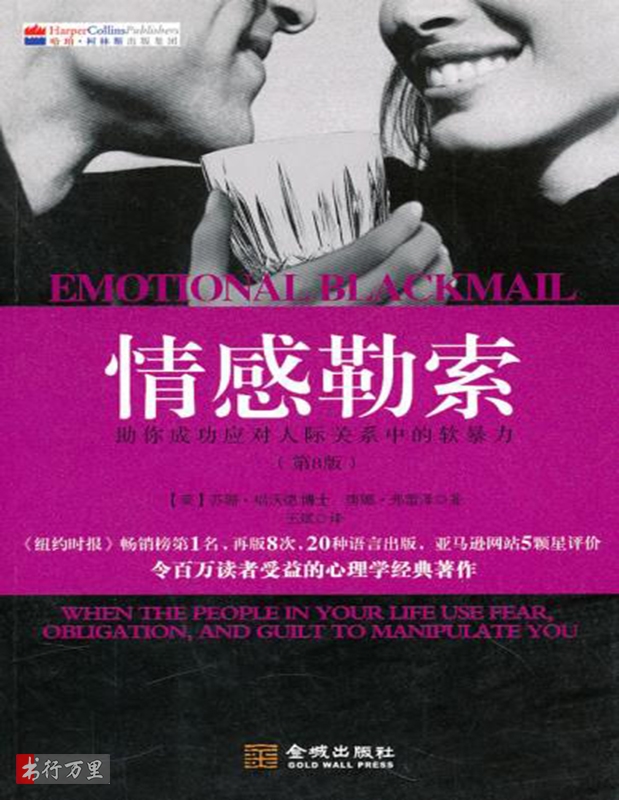 HarperCollinsPublishers
哈珀·柯林斯出版集团
EMOTIONAL BLACKMAIL
情感勒索
助你成功应对人际关系中的软暴力
(第8版)
【美】苏珊·福沃德 博士 唐娜·弗雷泽 著
王斌 译
《纽约时报》畅销榜第1名，再版8次，20种语言出版，亚马逊网站5颗星评价
令百万读者受益的心理学经典著作
WHEN THE PEOPLE IN YOUR LIFE USE FEAR,
OBLIGATION, AND GUILT TO MANIPULATE YOU
金城出版社
GOLD WALL PRESS
书行万里